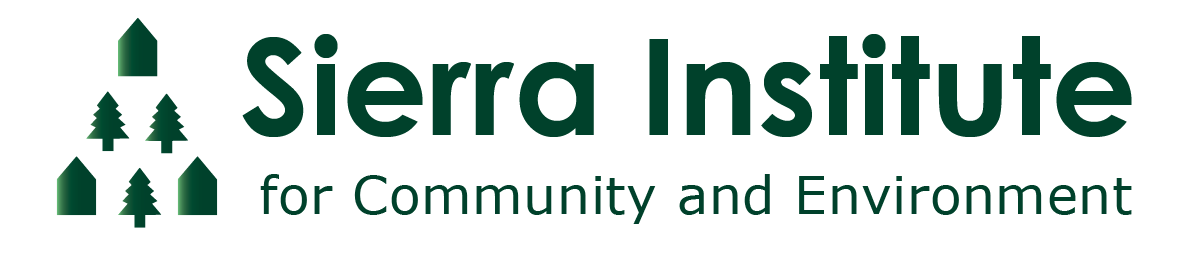 Sierra Institute
for Community and Environment